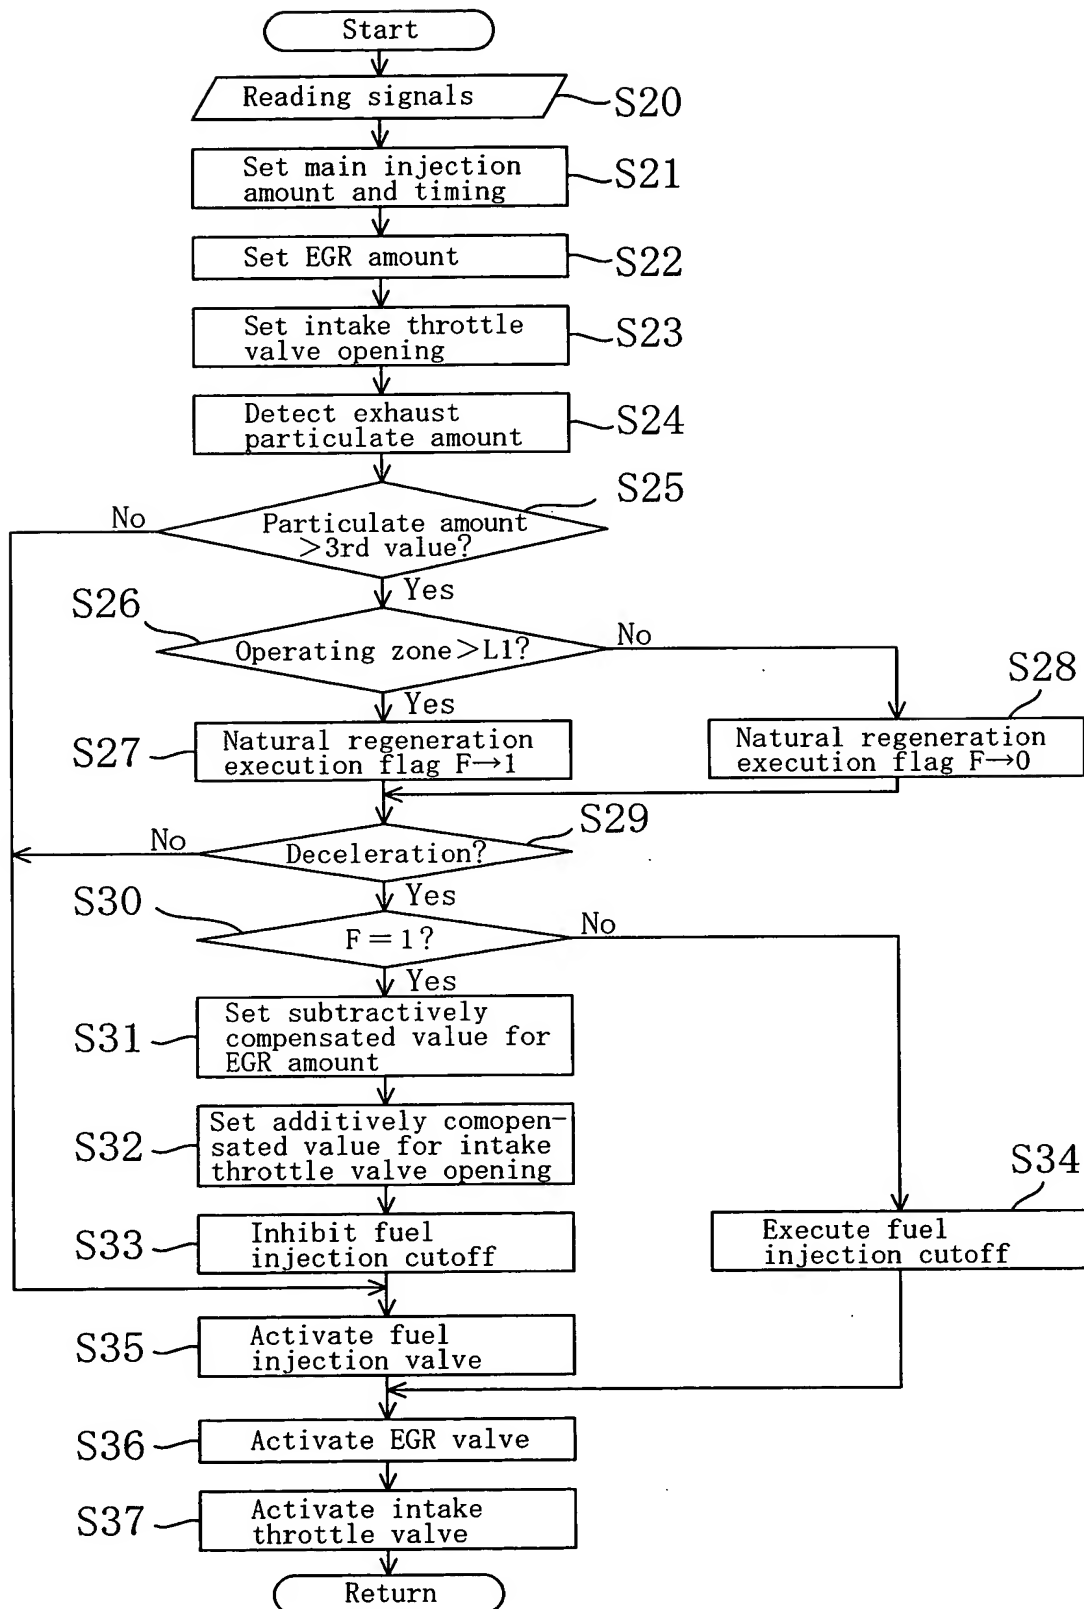 Start
Reading signals
S20
Set main injection
amount and timing
S21
Set EGR amount
S22
Set intake throttle
valve opening
S23
Detect exhaust
particulate amount
S24
S25
No
Particulate amount
>3rd value?
Yes
S26
Operating zone>L1?
No
Yes
S28
S27
Natural regeneration
execution flag F→1
Natural regeneration
execution flag F→0
S29
No
Deceleration?
Yes
S30
F=1?
No
Yes
S31
Set subtractively
compensated value for
EGR amount
S32
Set additively comopen-
sated value for intake
throttle valve opening
S34
S33
Inhibit fuel
injection cutoff
Execute fuel
injection cutoff
S35
Activate fuel
injection valve
S36
Activate EGR valve
S37
Activate intake
throttle valve
Return